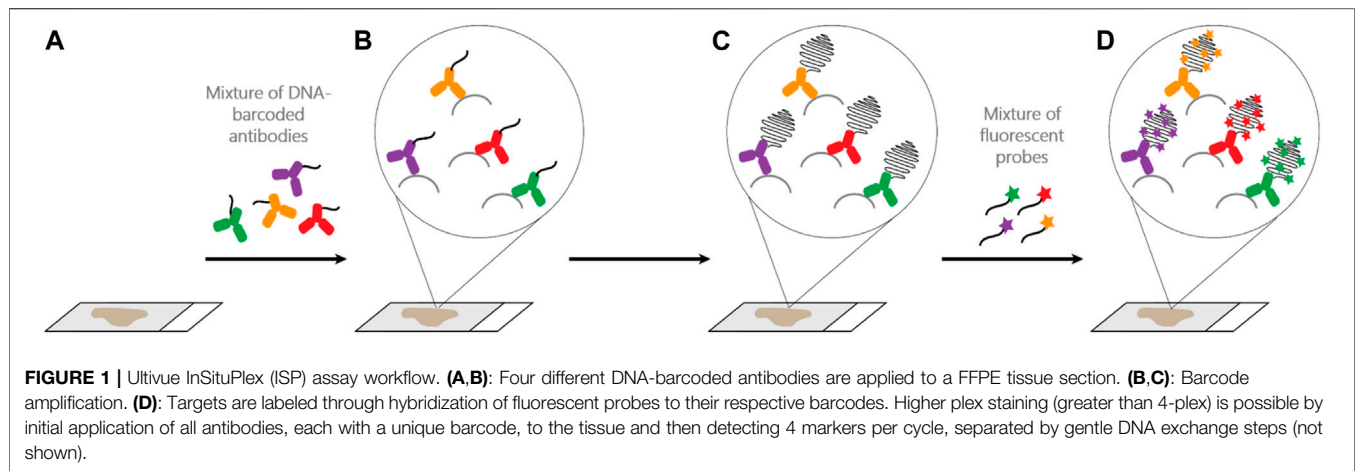 A
B
C
D
Mixture of DNA-
barcoded
antibodies
Mixture of
fluorescent
probes
FIGURE 1 | Ultivue InSituPlex (ISP) assay workflow. (A,B): Four different DNA-barcoded antibodies are applied to a FFPE tissue section. (B,C): Barcode
amplification. (D): Targets are labeled through hybridization of fluorescent probes to their respective barcodes. Higher plex staining (greater than 4-plex) is possible by
initial application of all antibodies, each with a unique barcode, to the tissue and then detecting 4 markers per cycle, separated by gentle DNA exchange steps (not
shown).